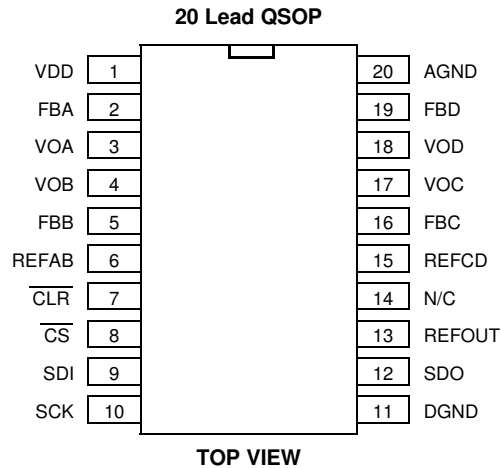 20 Lead QSOP
VDD 1 20 AGND
FBA 2 19 FBD
VOA 3 18 VOD
VOB 4 17 VOC
FBB 5 16 FBC
REFAB 6 15 REFCD
C̅L̅R̅ 7 14 N/C
C̅S̅ 8 13 REFOUT
SDI 9 12 SDO
SCK 10 11 DGND
TOP VIEW